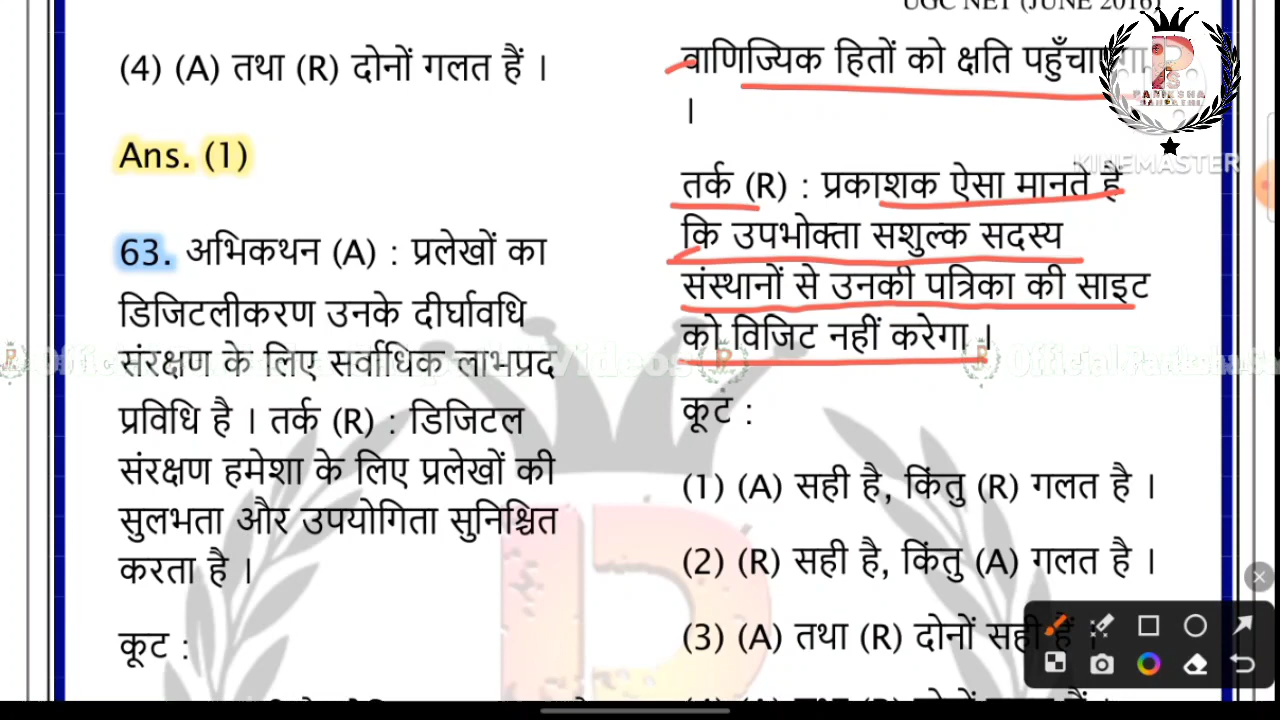 UGC NET (JUNE 2016)
(4) (A) तथा (R) दोनों गलत हैं ।
Ans. (1)
63. अभिकथन (A) : प्रलेखों का
डिजिटलीकरण उनके दीर्घावधि
संरक्षण के लिए सर्वाधिक लाभप्रद
प्रविधि है । तर्क (R) : डिजिटल
संरक्षण हमेशा के लिए प्रलेखों की
सुलभता और उपयोगिता सुनिश्चित
करता है ।
कूट :
वाणिज्यिक हितों को क्षति
।
तर्क (R) : प्रकाशक ऐसा मानते हैं
कि उपभोक्ता सशुल्क सदस्य
संस्थानों से उनकी पत्रिका की साइट
को विजिट नहीं करेगा ।
कूट :
(1) (A) सही है, किंतु (R) गलत है ।
(2) (R) सही है, किंतु (A) गलत है ।
(3) (A) तथा (R) दोनों सही हैं ।
PS
PARIKSHA
SARTHI
KINEMASTER